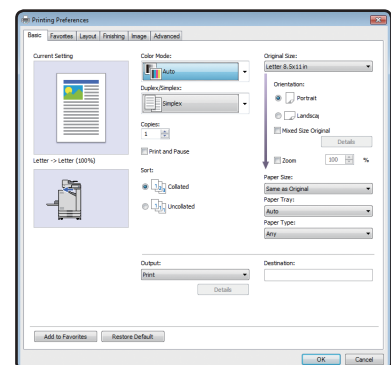 Printing Preferences
Basic
Favorites
Layout
Finishing
Image
Advanced
Current Setting
Letter -> Letter (100%)
Color Mode:
Auto
Duplex/Simplex:
Simplex
Copies:
1
Print and Pause
Sort:
Collated
Uncollated
Original Size:
Letter 8.5x11 in
Orientation:
Portrait
Landscap
Mixed Size Original
Details
Zoom
100
%
Paper Size:
Same as Original
Paper Tray:
Auto
Paper Type:
Any
Output:
Print
Details
Destination:
Add to Favorites
Restore Default
OK
Cancel